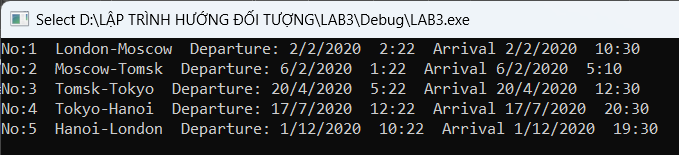 Select D:\LẬP TRÌNH HƯỚNG ĐỐI TƯỢNG\LAB3\Debug\LAB3.exe
No:1  London-Moscow  Departure: 2/2/2020  2:22  Arrival 2/2/2020  10:30
No:2  Moscow-Tomsk  Departure: 6/2/2020  1:22  Arrival 6/2/2020  5:10
No:3  Tomsk-Tokyo  Departure: 20/4/2020  5:22  Arrival 20/4/2020  12:30
No:4  Tokyo-Hanoi  Departure: 17/7/2020  12:22  Arrival 17/7/2020  20:30
No:5  Hanoi-London  Departure: 1/12/2020  10:22  Arrival 1/12/2020  19:30